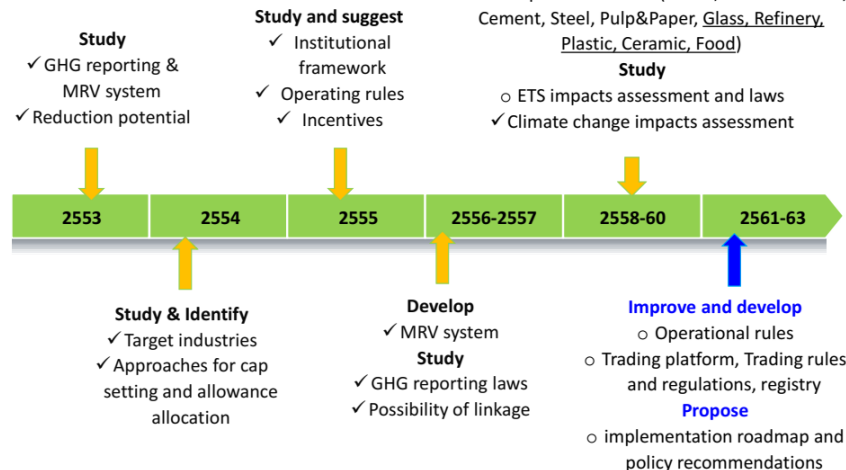 Study
✓ GHG reporting &
MRV system
✓ Reduction potential
Study and suggest
✓ Institutional
framework
✓ Operating rules
✓ Incentives
Cement, Steel, Pulp&Paper, Glass, Refinery,
Plastic, Ceramic, Food)
Study
o ETS impacts assessment and laws
✓ Climate change impacts assessment
2553
2554
2555
2556-2557
2558-60
2561-63
Study & Identify
✓ Target industries
✓ Approaches for cap
setting and allowance
allocation
Develop
✓ MRV system
Study
✓ GHG reporting laws
✓ Possibility of linkage
Improve and develop
o Operational rules
o Trading platform, Trading rules
and regulations, registry
Propose
o implementation roadmap and
policy recommendations